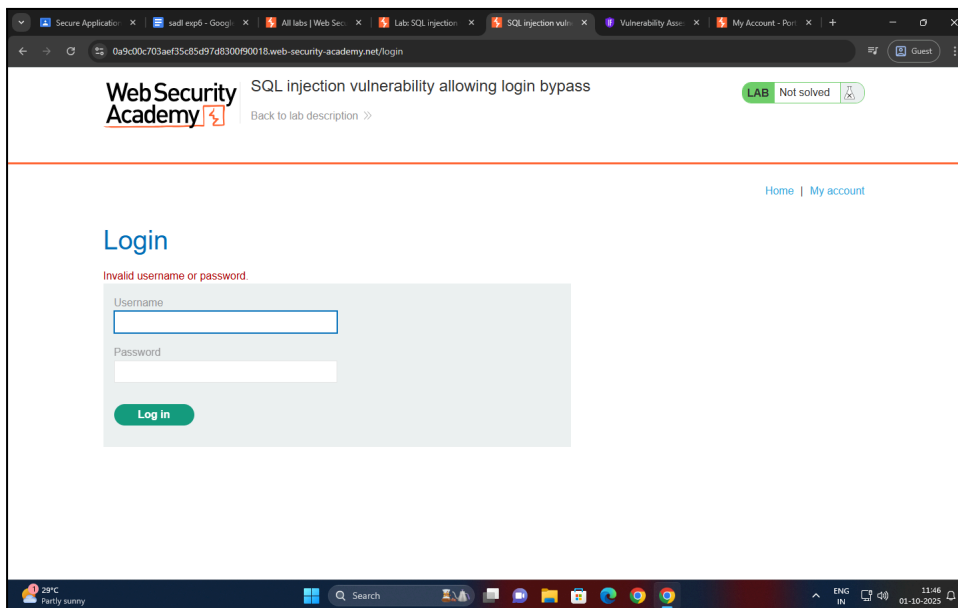 Secure Application
sadl exp6 - Google
All labs | Web Secu
Lab: SQL injection
SQL injection vuln
Vulnerability Asse
My Account - Port
0a9c00c703aef35c85d97d8300f90018.web-security-academy.net/login
Guest
Web Security
Academy
SQL injection vulnerability allowing login bypass
Back to lab description
LAB Not solved
Home | My account
Login
Invalid username or password.
Username
Password
Log in
1
29°C
Partly sunny
Search
ENG
IN
11:46
01-10-2025